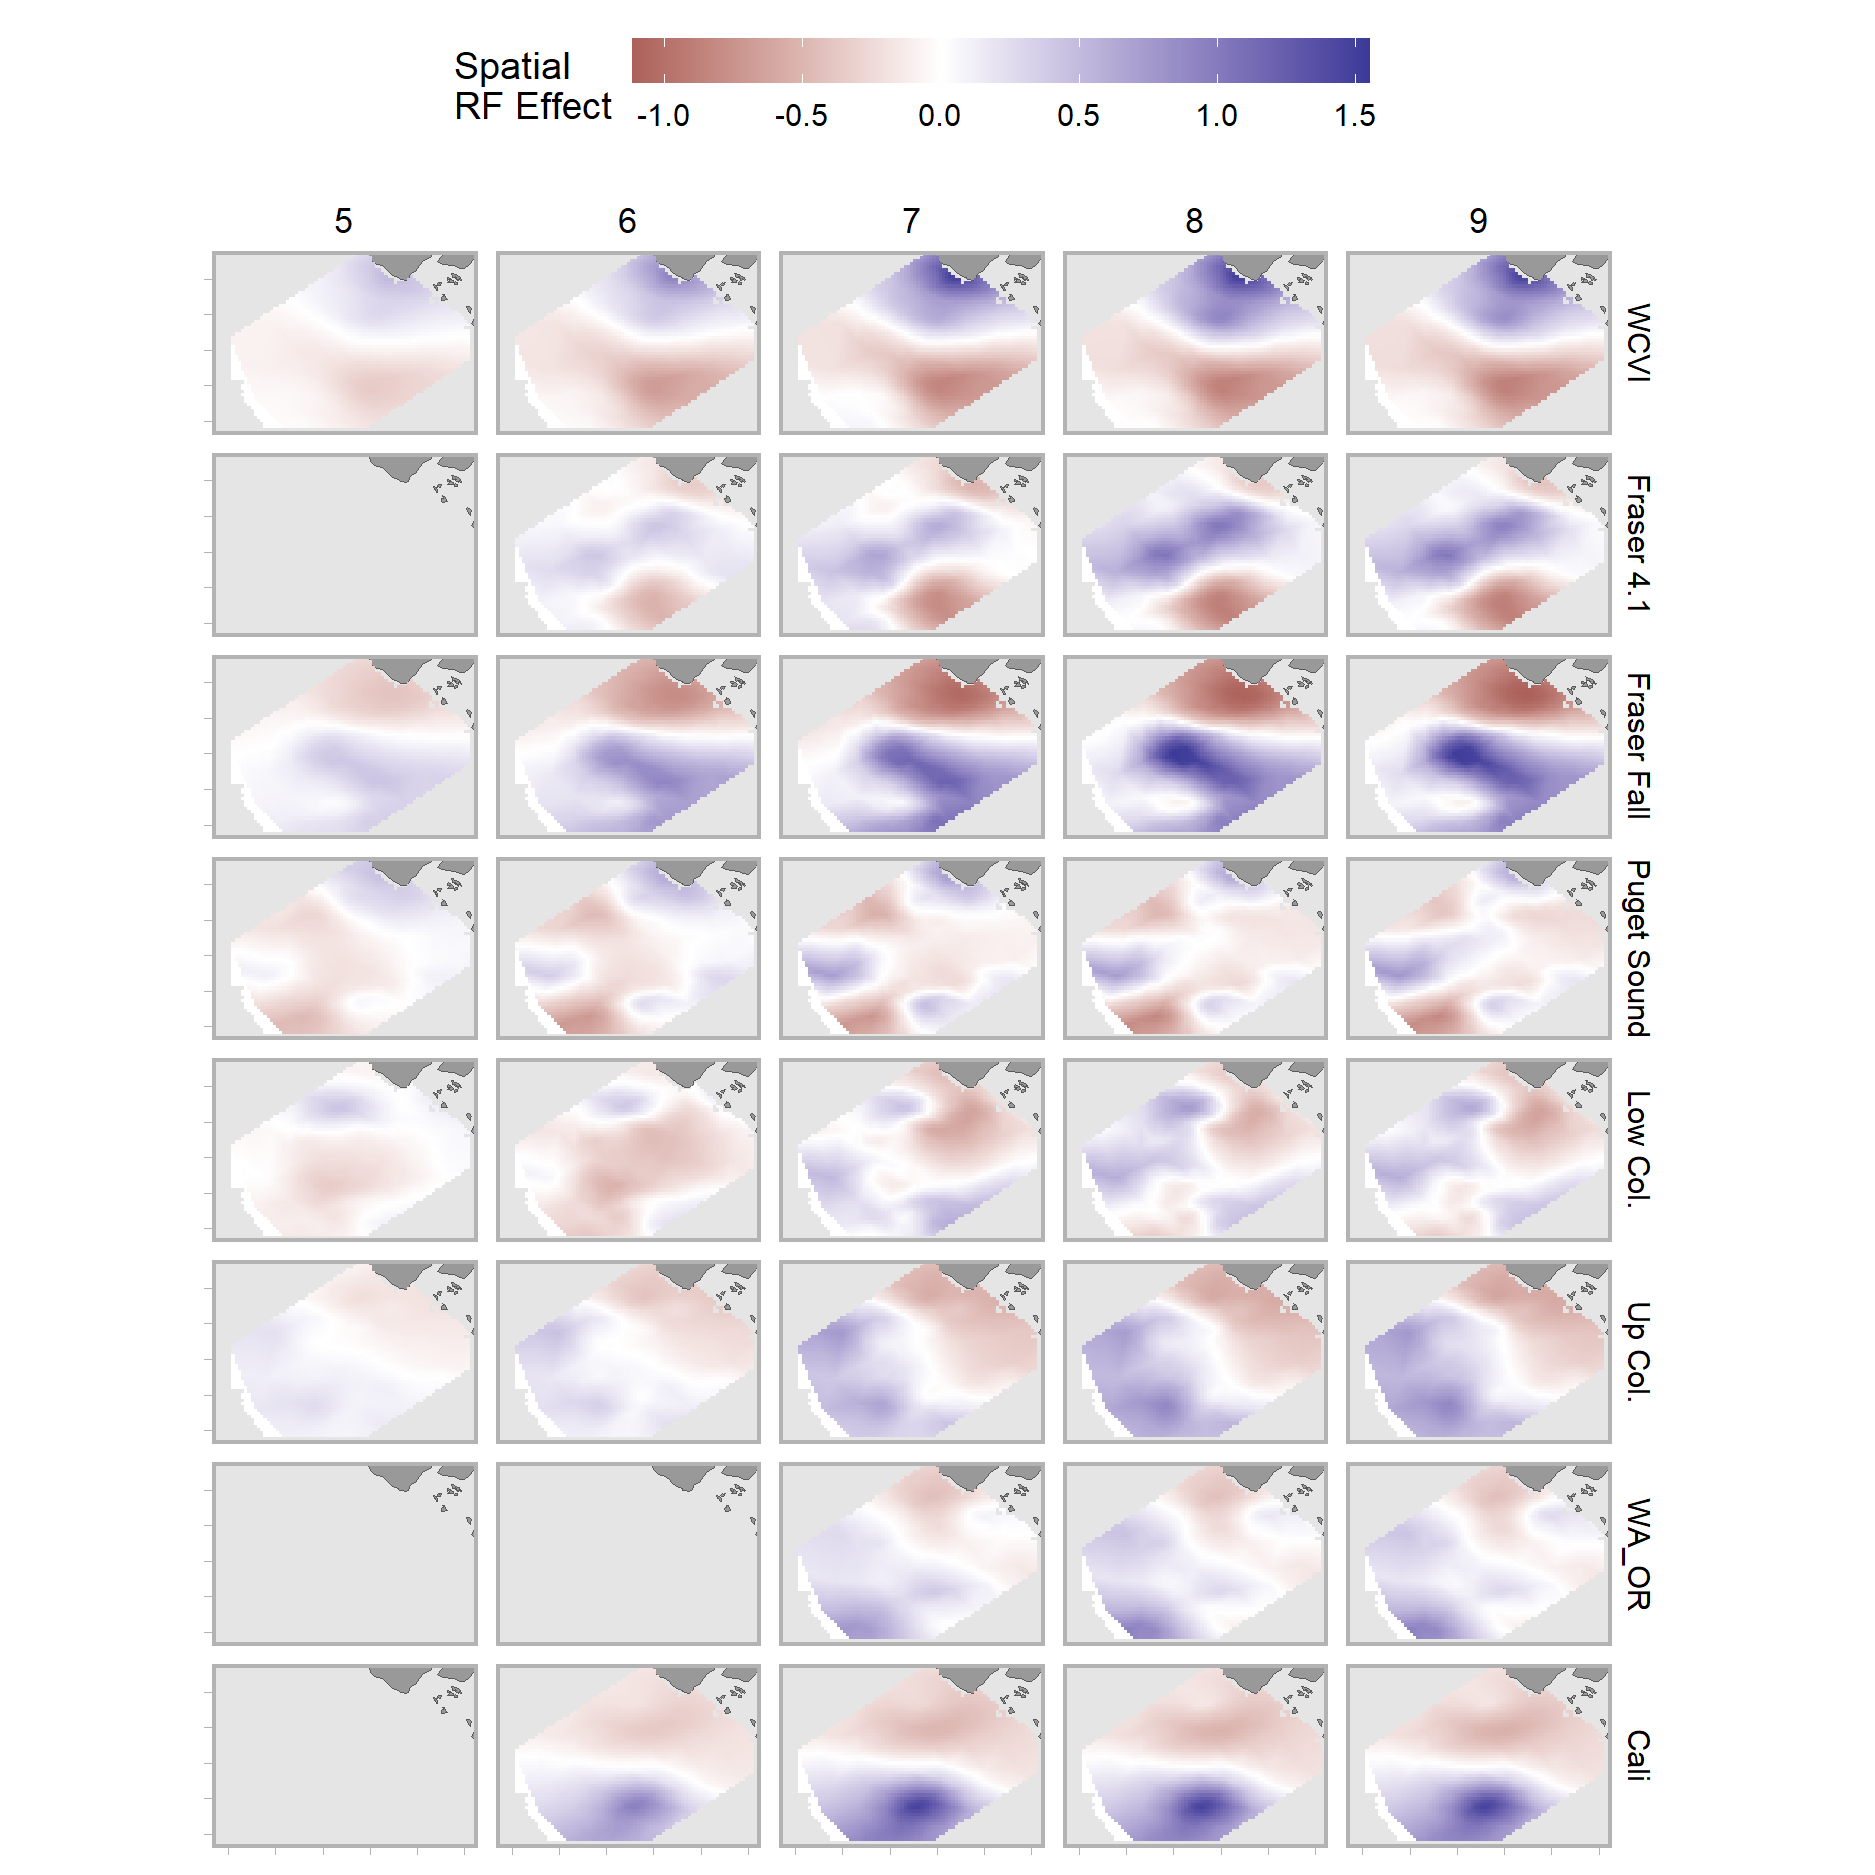 Spatial
RF Effect
-1.0 -0.5 0.0 0.5 1.0 1.5
5 6 7 8 9
WCVI
Fraser 4.1
Fraser Fall
Puget Sound
Low Col.
Up Col.
WA_OR
Cali